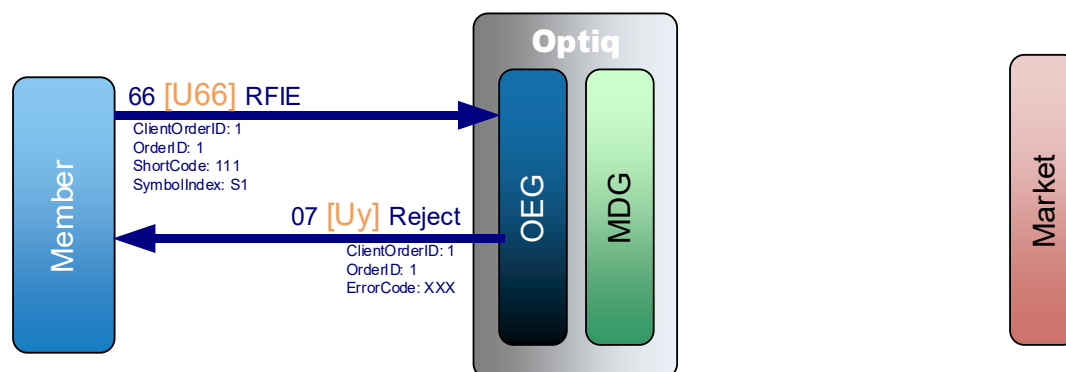 Optiq
66 [U66] RFIE
ClientOrderID: 1
OrderID: 1
ShortCode: 111
SymbolIndex: S1
Member
07 [Uy] Reject
ClientOrderID: 1
OrderID: 1
ErrorCode: XXX
OEG
MDG
Market